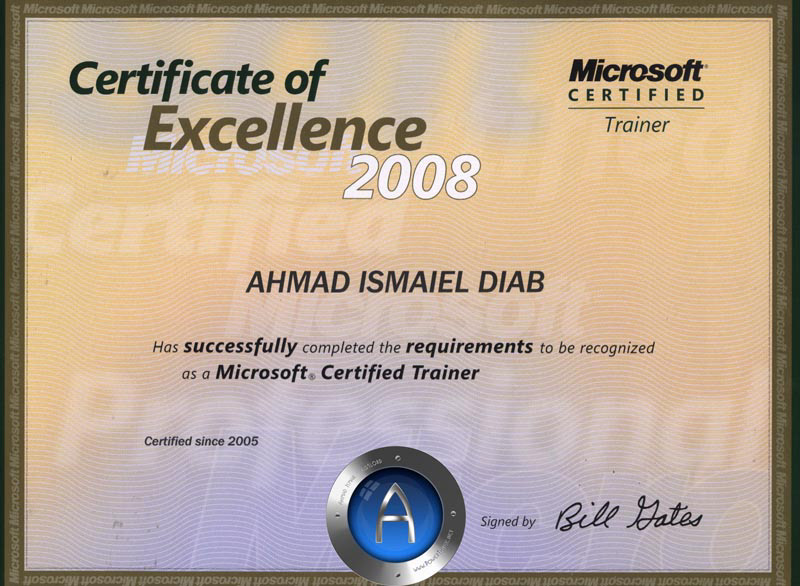 Certificate of
Excellence
2008
Microsoft®
CERTIFIED
Trainer
AHMAD ISMAIEL DIAB
Has successfully completed the requirements to be recognized
as a Microsoft® Certified Trainer
Certified since 2005
Signed by Bill Gates